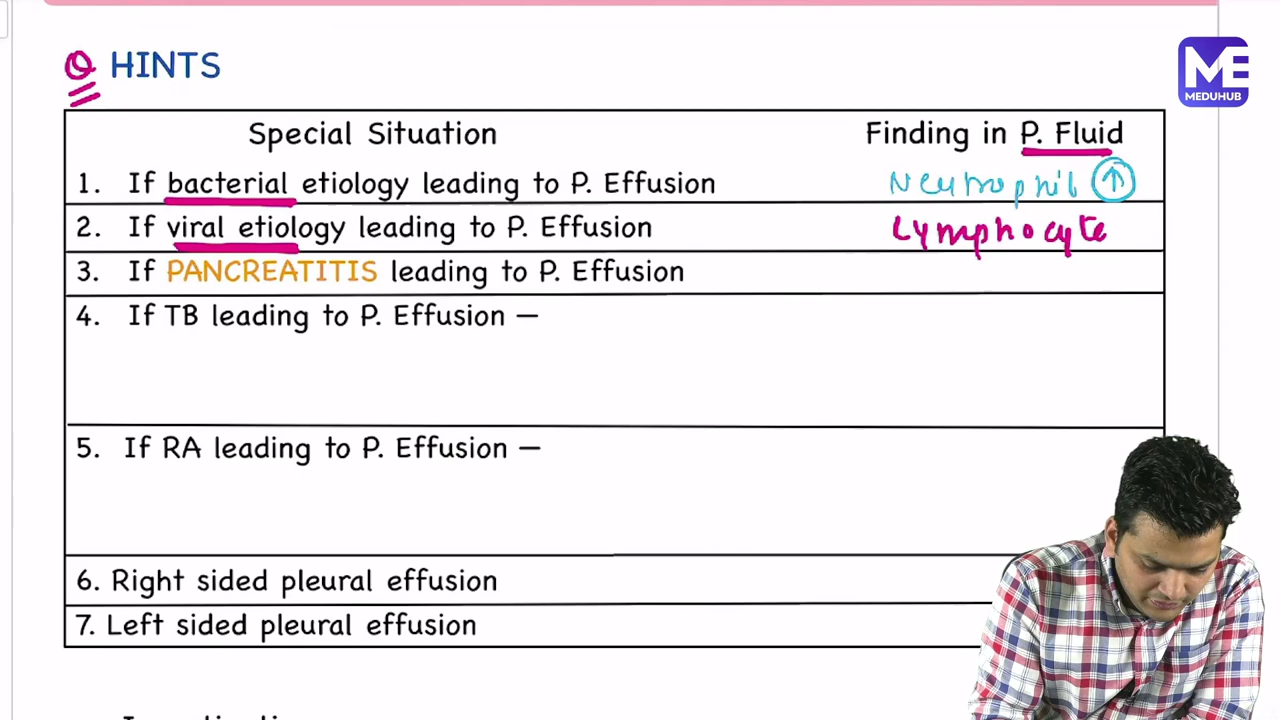 Q HINTS
ME
MEDUHUB
Special Situation Finding in P. Fluid
1. If bacterial etiology leading to P. Effusion Neutrophil ↑
2. If viral etiology leading to P. Effusion Lymphocyte
3. If PANCREATITIS leading to P. Effusion
4. If TB leading to P. Effusion –
5. If RA leading to P. Effusion –
6. Right sided pleural effusion
7. Left sided pleural effusion